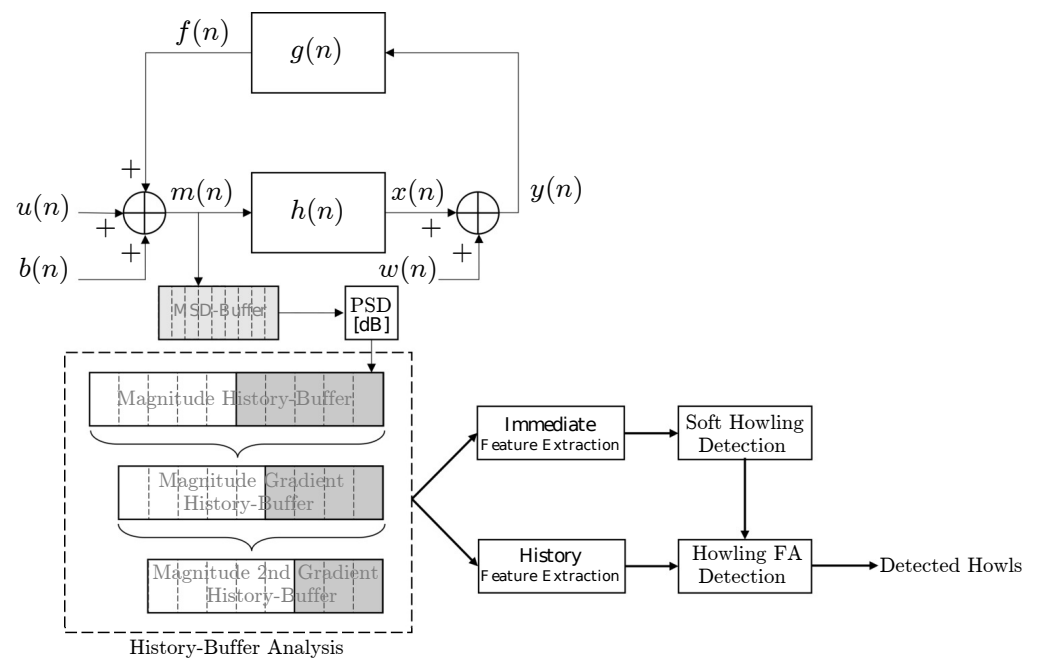 f(n)
g(n)
+
u(n)
m(n)
h(n)
x(n)
y(n)
+
+
+
+
b(n)
w(n)
MSD-Buffer
PSD
[dB]
Magnitude History-Buffer
Magnitude Gradient
History-Buffer
Magnitude 2nd Gradient
History-Buffer
History-Buffer Analysis
Immediate
Feature Extraction
Soft Howling
Detection
History
Feature Extraction
Howling FA
Detection
Detected Howls